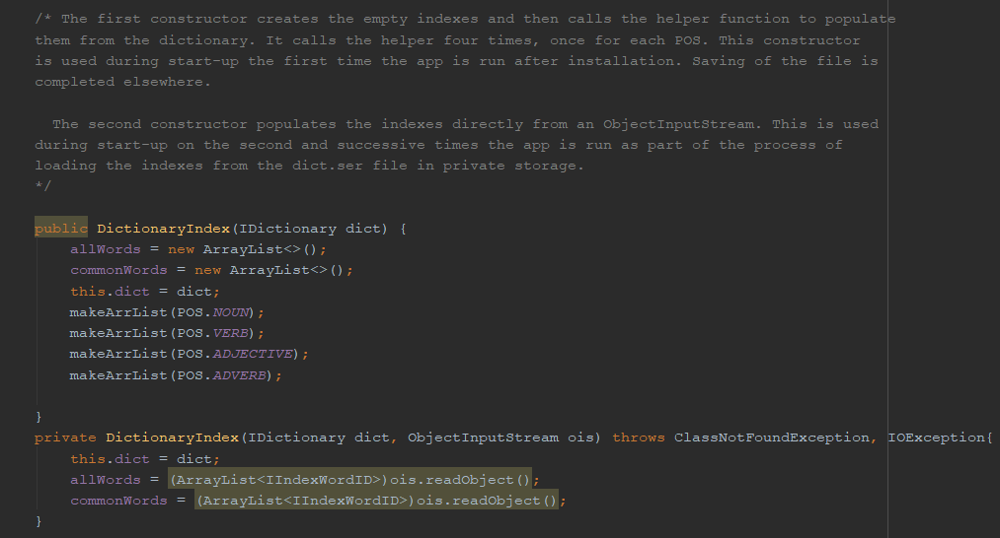 /* The first constructor creates the empty indexes and then calls the helper function to populate
them from the dictionary. It calls the helper four times, once for each POS. This constructor
is used during start-up the first time the app is run after installation. Saving of the file is
completed elsewhere.

  The second constructor populates the indexes directly from an ObjectInputStream. This is used
during start-up on the second and successive times the app is run as part of the process of
loading the indexes from the dict.ser file in private storage.
*/

public DictionaryIndex(IDictionary dict) {
    allWords = new ArrayList<>();
    commonWords = new ArrayList<>();
    this.dict = dict;
    makeArrList(POS.NOUN);
    makeArrList(POS.VERB);
    makeArrList(POS.ADJECTIVE);
    makeArrList(POS.ADVERB);

}
private DictionaryIndex(IDictionary dict, ObjectInputStream ois) throws ClassNotFoundException, IOException{
    this.dict = dict;
    allWords = (ArrayList<IIndexWordID>)ois.readObject();
    commonWords = (ArrayList<IIndexWordID>)ois.readObject();
}